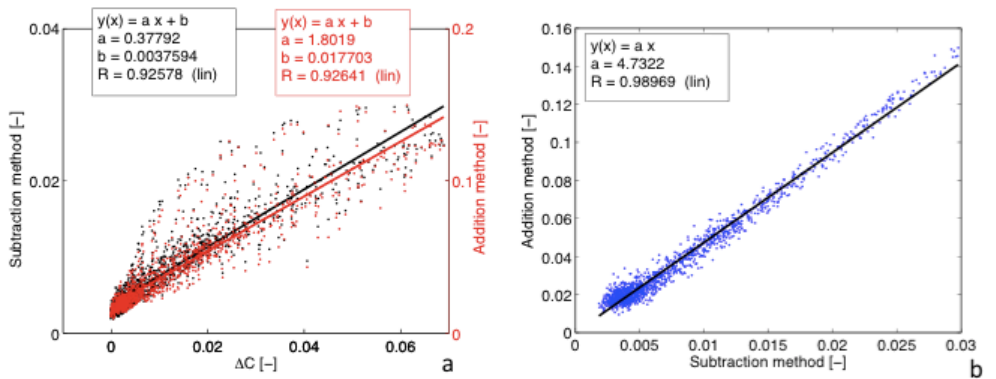 0.04
y(x) = a x + b
a = 0.37792
b = 0.0037594
R = 0.92578 (lin)
y(x) = a x + b
a = 1.8019
b = 0.017703
R = 0.92641 (lin)
0.2
Subtraction method [–]
0.02
0.1
Addition method [–]
0
0
0
0.02
0.04
0.06
ΔC [–]
a
0.16
y(x) = a x
a = 4.7322
R = 0.98969 (lin)
0.14
0.12
0.1
0.08
0.06
0.04
0.02
0
Addition method [–]
0
0.005
0.01
0.015
0.02
0.025
0.03
Subtraction method [–]
b